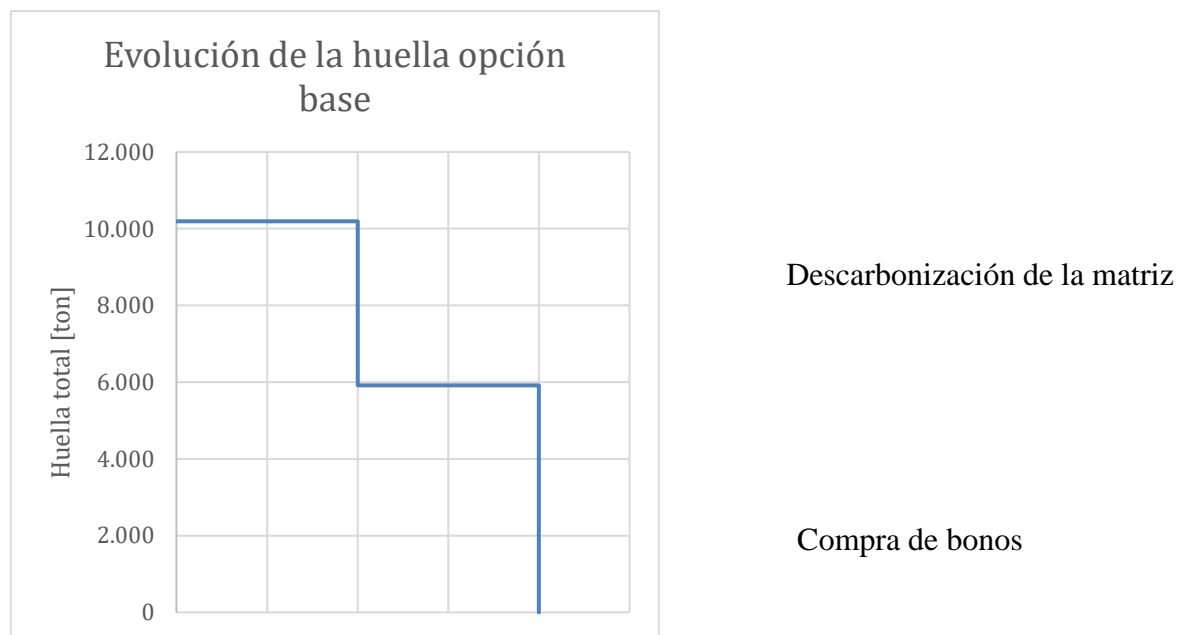 Evolución de la huella opción
base
12.000
10.000
8.000
6.000
4.000
2.000
0
Huella total [ton]
Descarbonización de la matriz
Compra de bonos